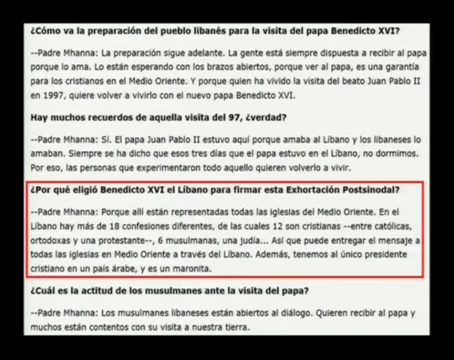 ¿Cómo va la preparación del pueblo libanés para la visita del papa Benedicto XVI?
--Padre Mhanna: La preparación sigue adelante. La gente está siempre dispuesta a recibir al papa
porque lo ama. Lo están esperando con los brazos abiertos, porque ver al papa, es una garantía
para los cristianos en el Medio Oriente. Y porque quien ha vivido la visita del beato Juan Pablo II
en 1997, quiere volver a vivirlo con el nuevo papa Benedicto XVI.
Hay muchos recuerdos de aquella visita del 97, ¿verdad?
--Padre Mhanna: Sí. El papa Juan Pablo II estuvo aquí porque amaba al Líbano y los libaneses lo
amaban. Siempre se ha dicho que esos tres días que el papa estuvo en el Líbano, no dormimos.
Por eso, las personas que experimentaron todo aquello quieren volverlo a vivir.
¿Por qué eligió Benedicto XVI el Líbano para firmar esta Exhortación Postsinodal?
--Padre Mhanna: Porque allí están representadas todas las iglesias del Medio Oriente. En el
Líbano hay más de 18 confesiones diferentes, de las cuales 12 son cristianas --entre católicas,
ortodoxas y una protestante--, 6 musulmanas, una judía... Así que puede entregar el mensaje a
todas las iglesias en Medio Oriente a través del Líbano. Además, tenemos al único presidente
cristiano en un país árabe, y es un maronita.
¿Cuál es la actitud de los musulmanes ante la visita del papa?
--Padre Mhanna: Los musulmanes libaneses están abiertos al diálogo. Quieren recibir al papa y
muchos están contentos con su visita a nuestra tierra.